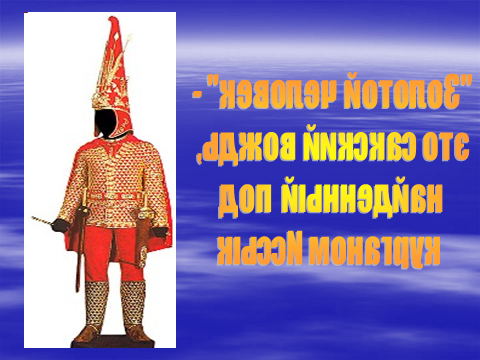 "Золотой человек" -
это сакский вождь,
найденный под
курганом Иссык